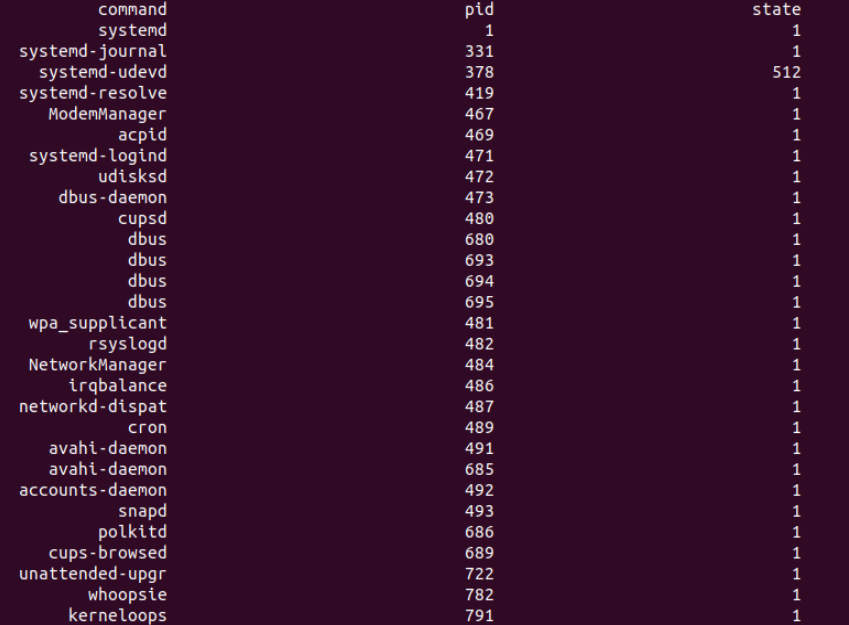 command pid state
systemd 1 1
systemd-journal 331 1
systemd-udevd 378 512
systemd-resolve 419 1
ModemManager 467 1
acpid 469 1
systemd-logind 471 1
udisksd 472 1
dbus-daemon 473 1
cupsd 480 1
dbus 680 1
dbus 693 1
dbus 694 1
dbus 695 1
wpa_supplicant 481 1
rsyslogd 482 1
NetworkManager 484 1
irqbalance 486 1
networkd-dispat 487 1
cron 489 1
avahi-daemon 491 1
avahi-daemon 685 1
accounts-daemon 492 1
snapd 493 1
polkitd 686 1
cups-browsed 689 1
unattended-upgr 722 1
whoopsie 782 1
kerneloops 791 1